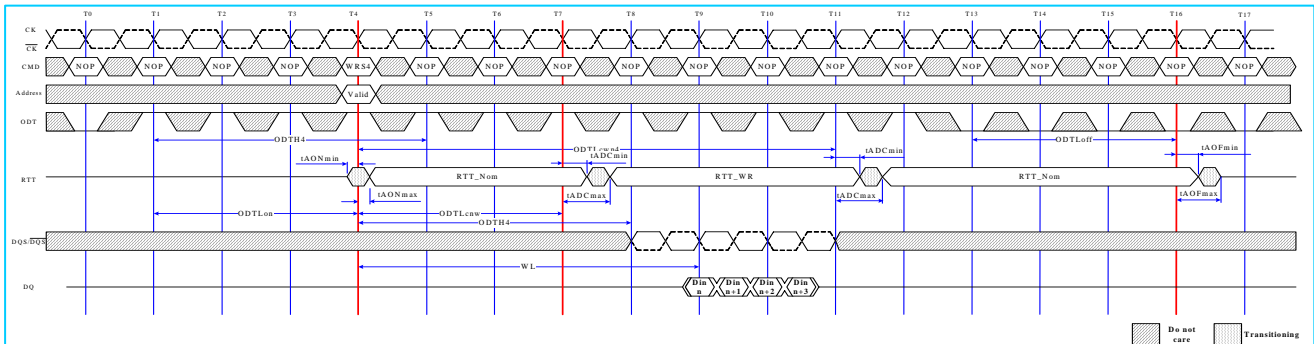 T0 T1 T2 T3 T4 T5 T6 T7 T8 T9 T10 T11 T12 T13 T14 T15 T16 T17
CK
CK
CMD NOP NOP NOP NOP WRS4 NOP NOP NOP NOP NOP NOP NOP NOP NOP NOP NOP NOP NOP
Address Valid
ODT
ODTH4 ODTLoff
ODTLcwn4
tAONmin tADCmin tADCmin tAOFmin
RTT RTT_Nom RTT_WR RTT_Nom
tAONmax tADCmax tADCmax tAOFmax
ODTLon ODTLcnw
ODTH4
DQS/DQS
WL
DQ Din n Din n+1 Din n+2 Din n+3
Do not care Transitioning